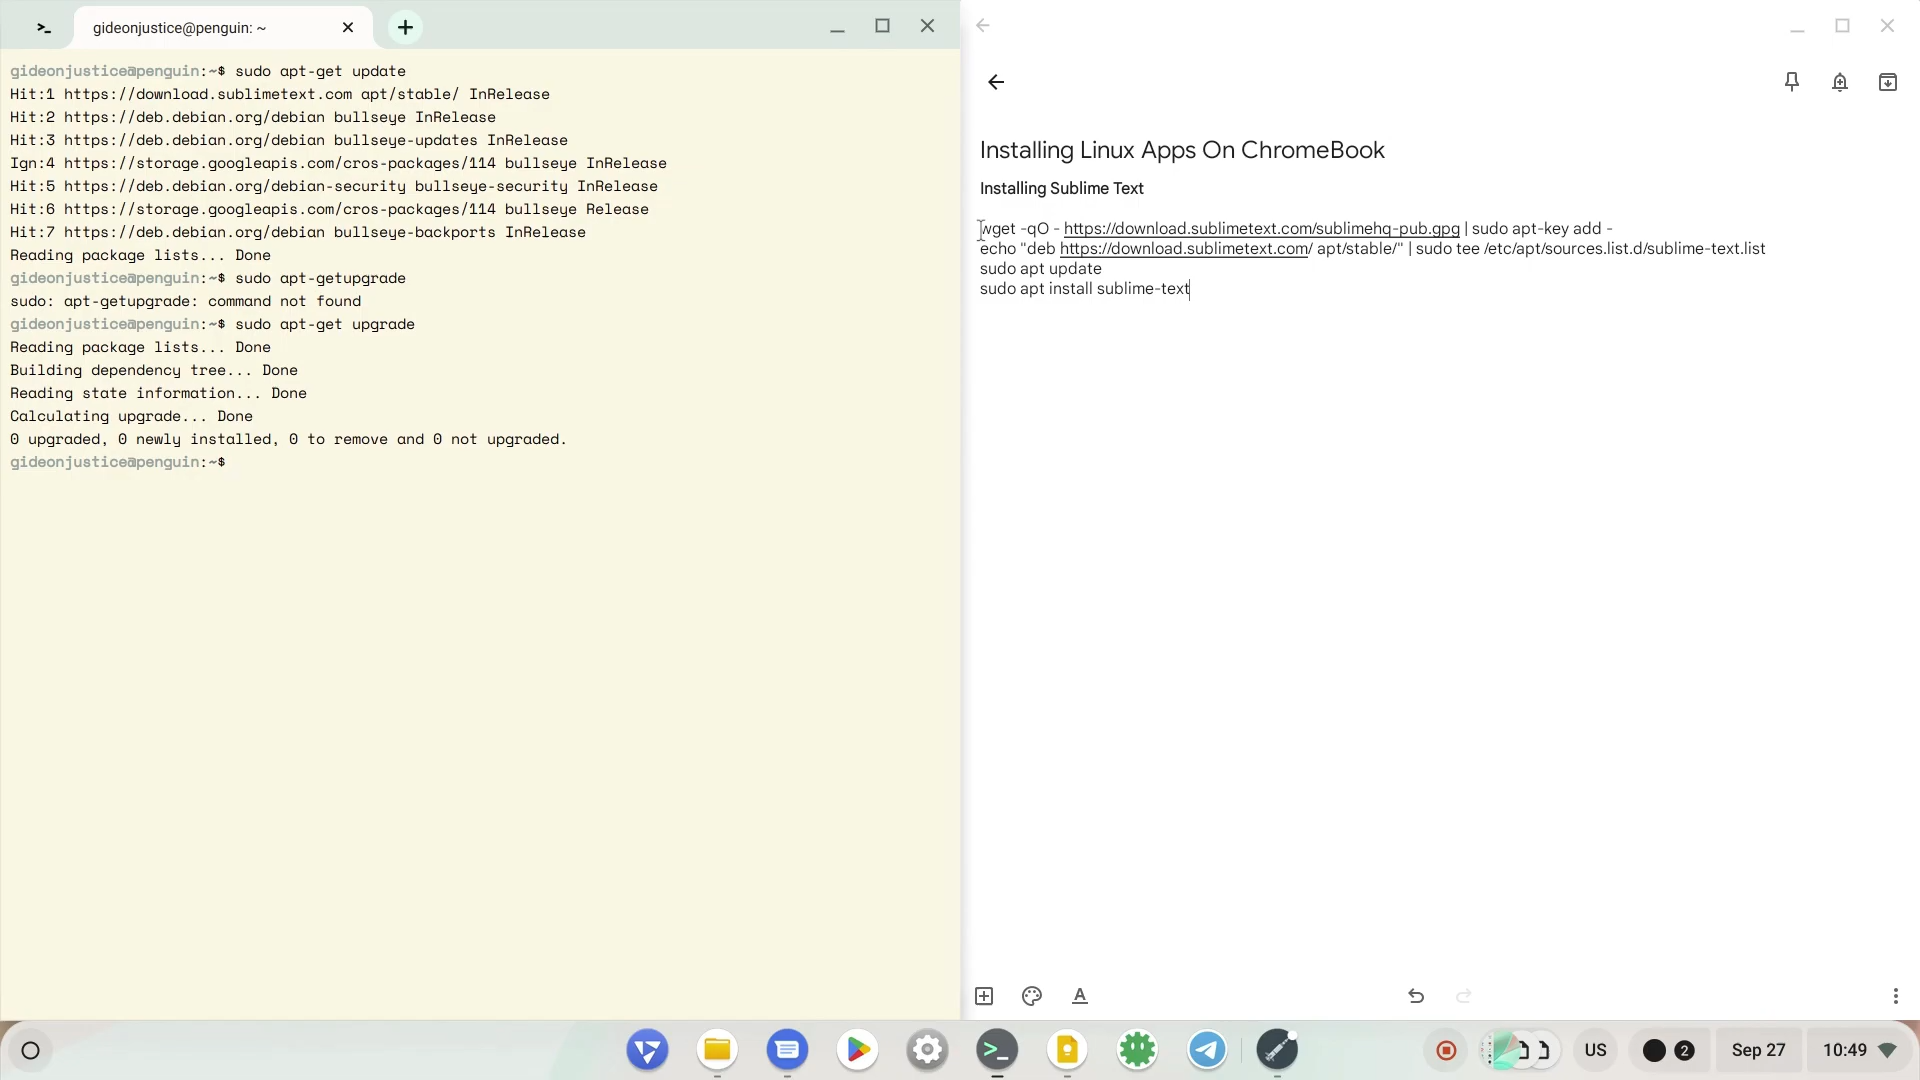 >_ gideonjustice@penguin: ~
gideonjustice@penguin:~$ sudo apt-get update
Hit:1 https://download.sublimetext.com apt/stable/ InRelease
Hit:2 https://deb.debian.org/debian bullseye InRelease
Hit:3 https://deb.debian.org/debian bullseye-updates InRelease
Ign:4 https://storage.googleapis.com/cros-packages/114 bullseye InRelease
Hit:5 https://deb.debian.org/debian-security bullseye-security InRelease
Hit:6 https://storage.googleapis.com/cros-packages/114 bullseye Release
Hit:7 https://deb.debian.org/debian bullseye-backports InRelease
Reading package lists... Done
gideonjustice@penguin:~$ sudo apt-getupgrade
sudo: apt-getupgrade: command not found
gideonjustice@penguin:~$ sudo apt-get upgrade
Reading package lists... Done
Building dependency tree... Done
Reading state information... Done
Calculating upgrade... Done
0 upgraded, 0 newly installed, 0 to remove and 0 not upgraded.
gideonjustice@penguin:~$
Installing Linux Apps On ChromeBook
Installing Sublime Text
wget -qO - https://download.sublimetext.com/sublimehq-pub.gpg | sudo apt-key add -
echo "deb https://download.sublimetext.com/ apt/stable/" | sudo tee /etc/apt/sources.list.d/sublime-text.list
sudo apt update
sudo apt install sublime-text
US
2
Sep 27
10:49